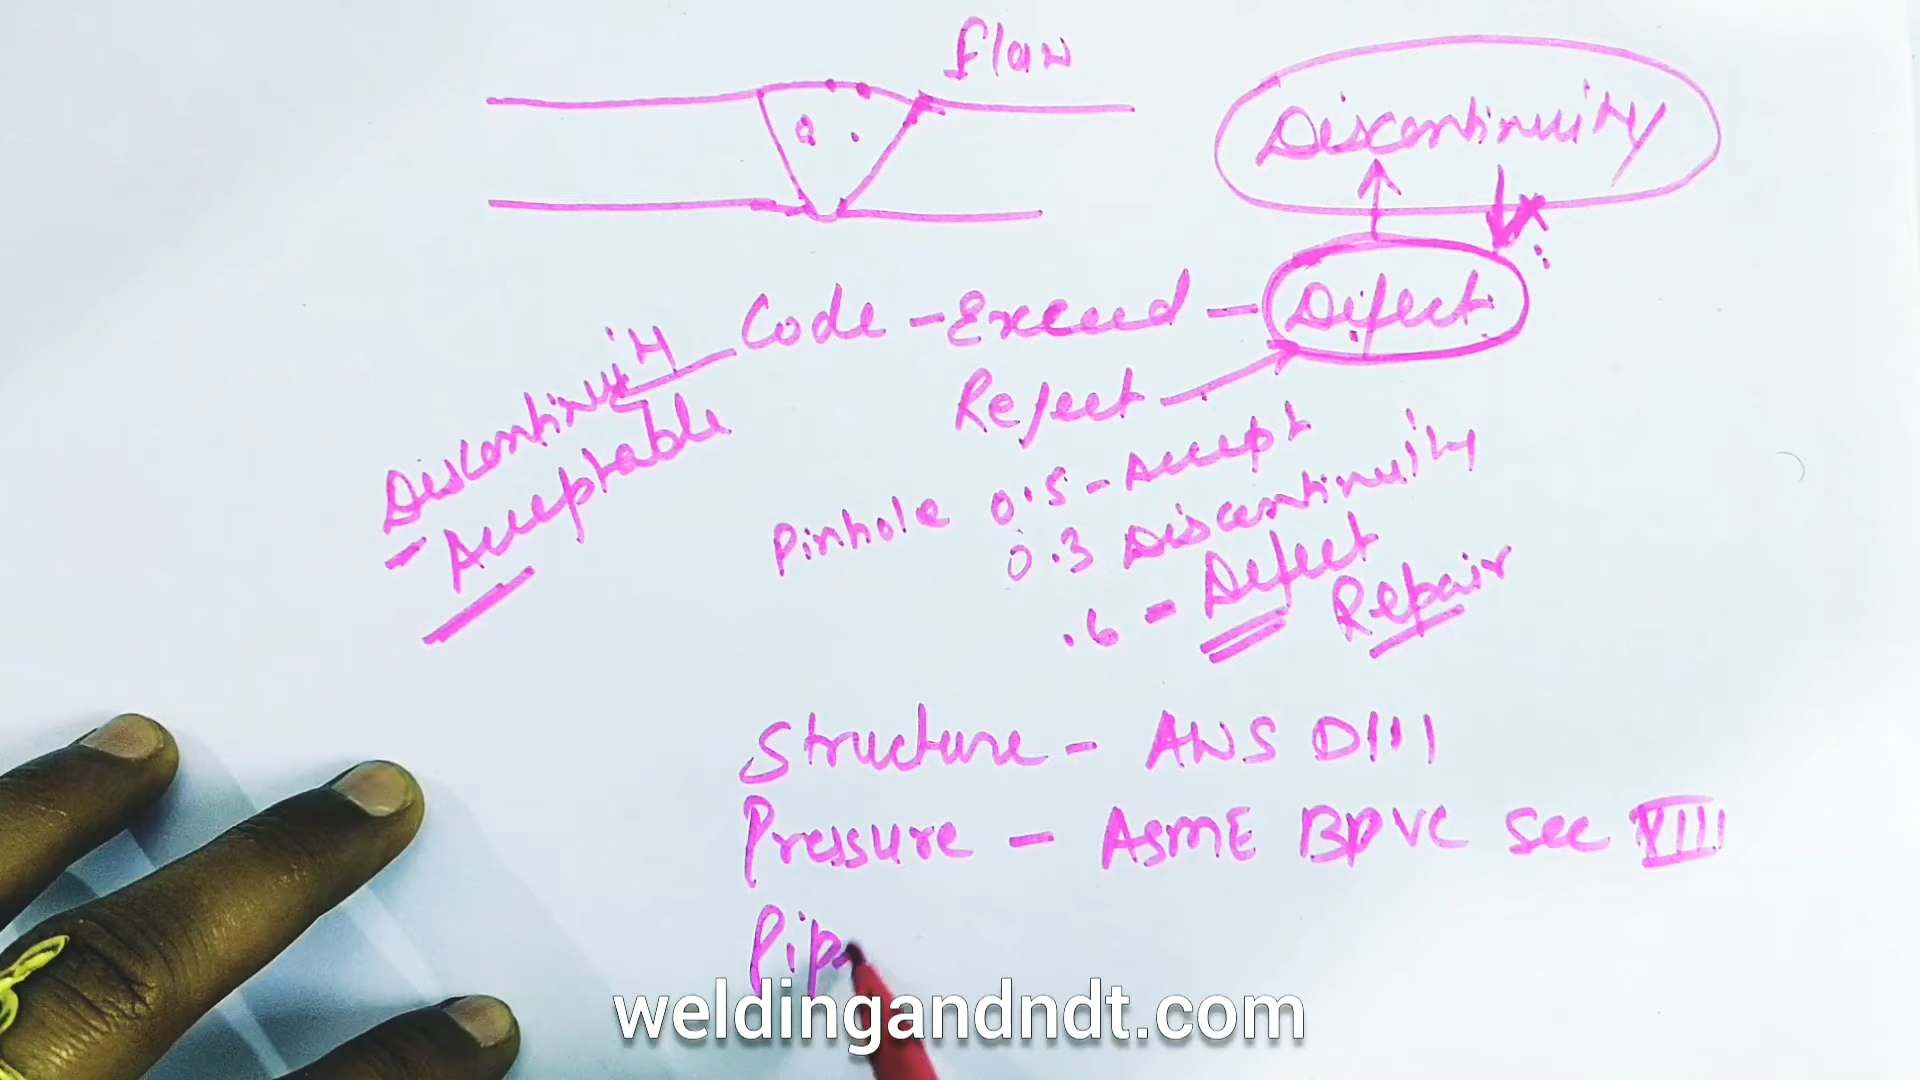 flaw
Discontinuity
Code - Exceed - Defect
Discontinuity
- Acceptable
Reject
Pinhole 0.5 - Accept
0.3 Discontinuity
.6 - Defect
Repair
Structure - AWS D1.1
Pressure - ASME BPVC Sec VIII
Pip
weldingandndt.com